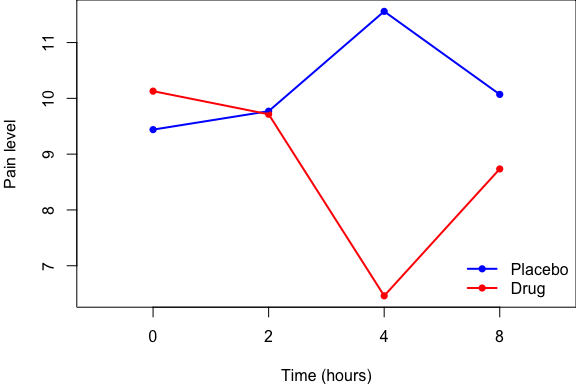 Pain level
11
10
9
8
7
Placebo
Drug
0 2 4 8
Time (hours)